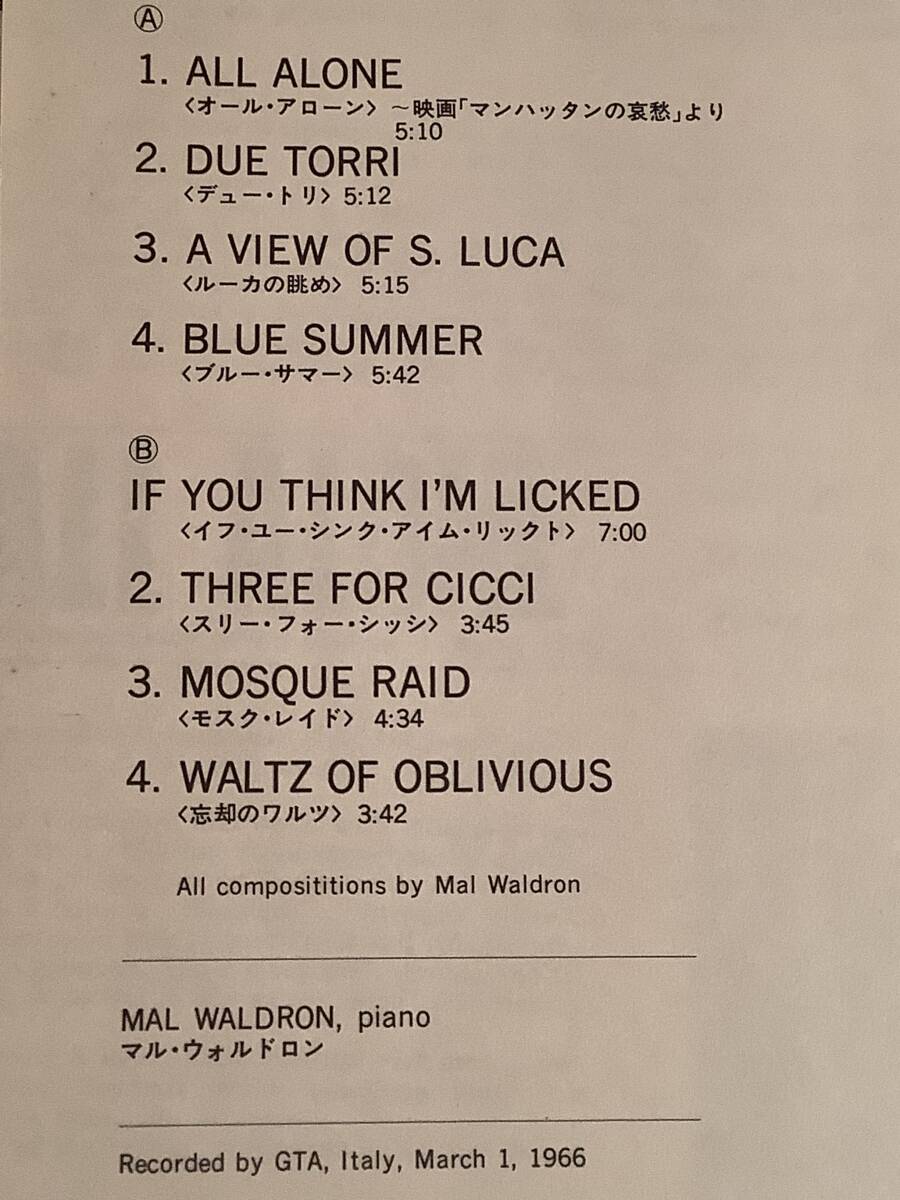 Ⓐ
1. ALL ALONE
〈オール・アローン〉 〜映画「マンハッタンの哀愁」より
5:10
2. DUE TORRI
〈デュー・トリ〉 5:12
3. A VIEW OF S. LUCA
〈ルーカの眺め〉 5:15
4. BLUE SUMMER
〈ブルー・サマー〉 5:42
Ⓑ
IF YOU THINK I'M LICKED
〈イフ・ユー・シンク・アイム・リックト〉 7:00
2. THREE FOR CICCI
〈スリー・フォー・シッシ〉 3:45
3. MOSQUE RAID
〈モスク・レイド〉 4:34
4. WALTZ OF OBLIVIOUS
〈忘却のワルツ〉 3:42
All composititions by Mal Waldron
MAL WALDRON, piano
マル・ウォルドロン
Recorded by GTA, Italy, March 1, 1966